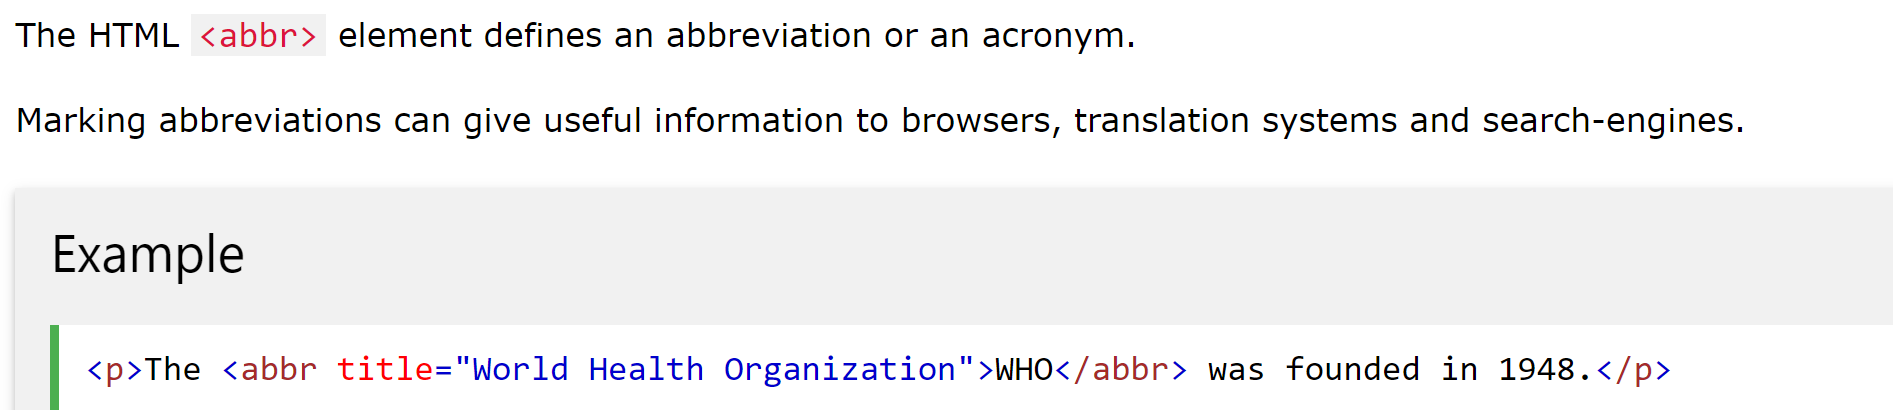 The HTML <abbr> element defines an abbreviation or an acronym.
Marking abbreviations can give useful information to browsers, translation systems and search-engines.
Example
<p>The <abbr title="World Health Organization">WHO</abbr> was founded in 1948.</p>